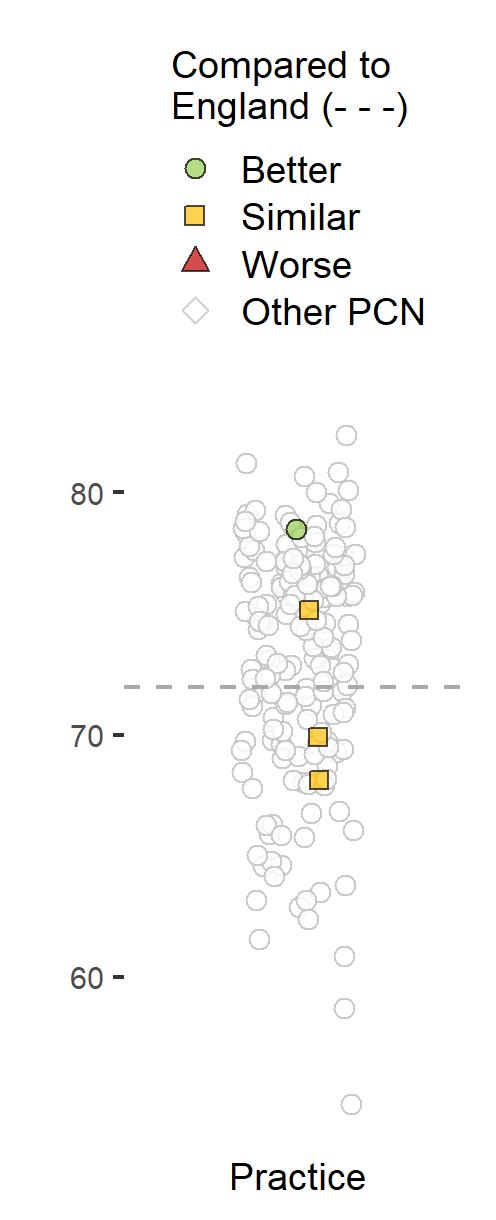 Compared to
England (- - -)
Better
Similar
Worse
Other PCN
80
70
60
Practice